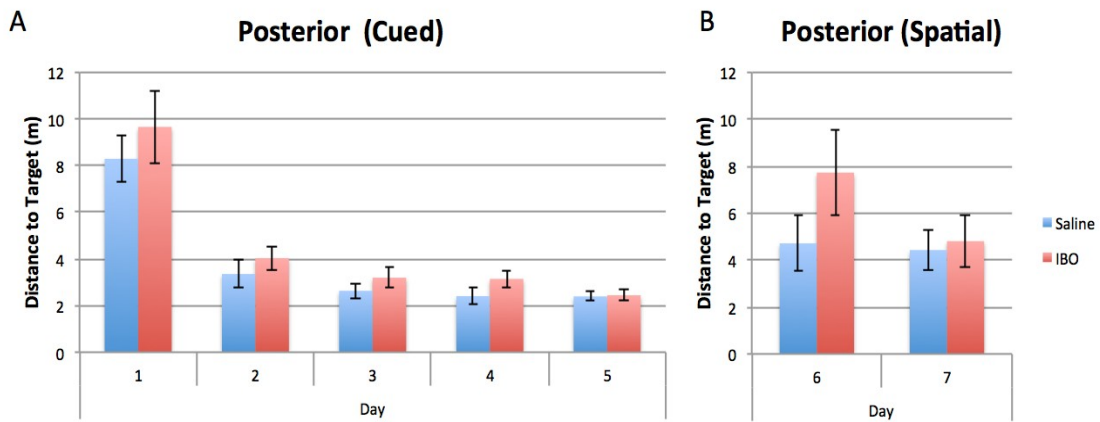 A
Posterior (Cued)
Distance to Target (m)
12
10
8
6
4
2
0
1 2 3 4 5
Day
B
Posterior (Spatial)
Distance to Target (m)
12
10
8
6
4
2
0
6 7
Day
Saline
IBO